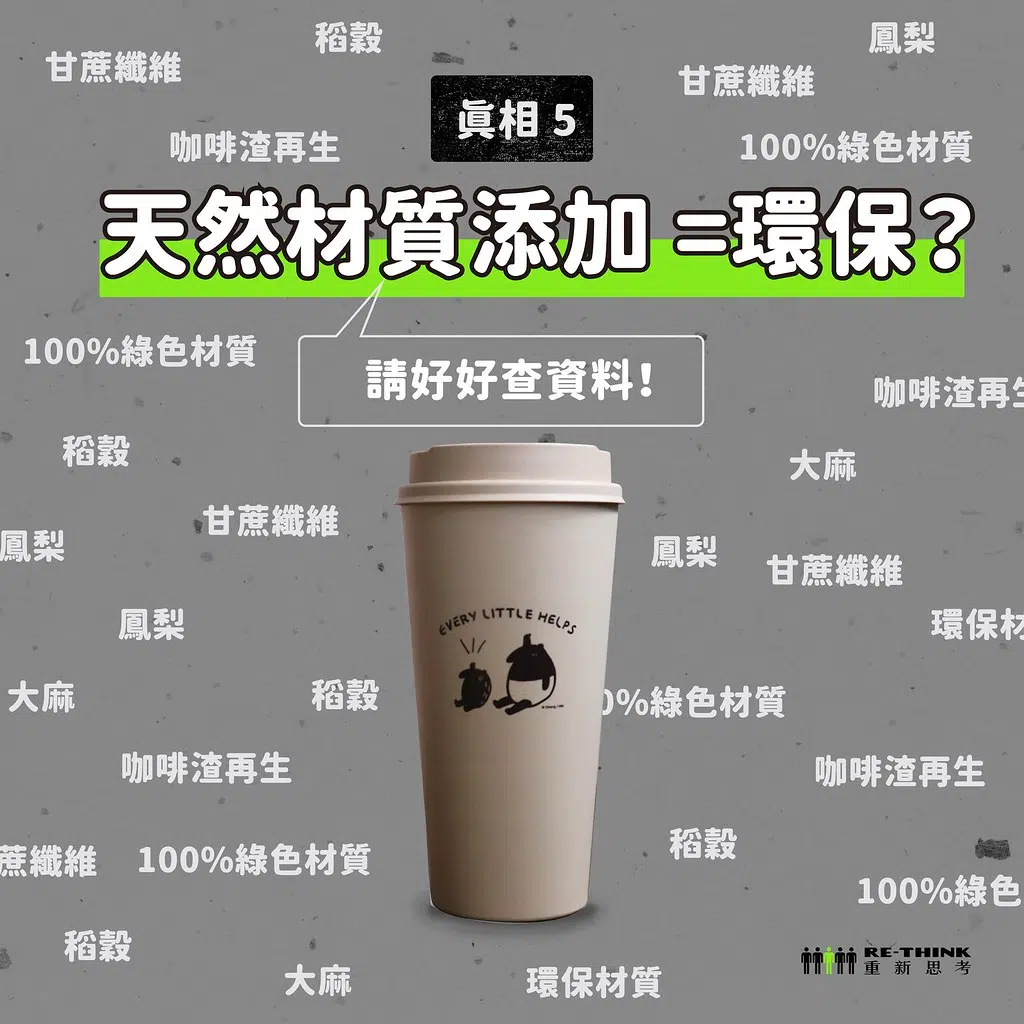 稻穀
鳳梨
甘蔗纖維
甘蔗纖維
真相 5
咖啡渣再生
100%綠色材質
天然材質添加 =環保?
100%綠色材質
請好好查資料!
咖啡渣再生
稻穀
大麻
甘蔗纖維
鳳梨
鳳梨
甘蔗纖維
鳳梨
環保材
EVERY LITTLE HELPS
大麻
稻穀
0%綠色材質
咖啡渣再生
咖啡渣再生
稻穀
蔗纖維
100%綠色材質
100%綠色
稻穀
RE-THINK
重新思考
大麻
環保材質